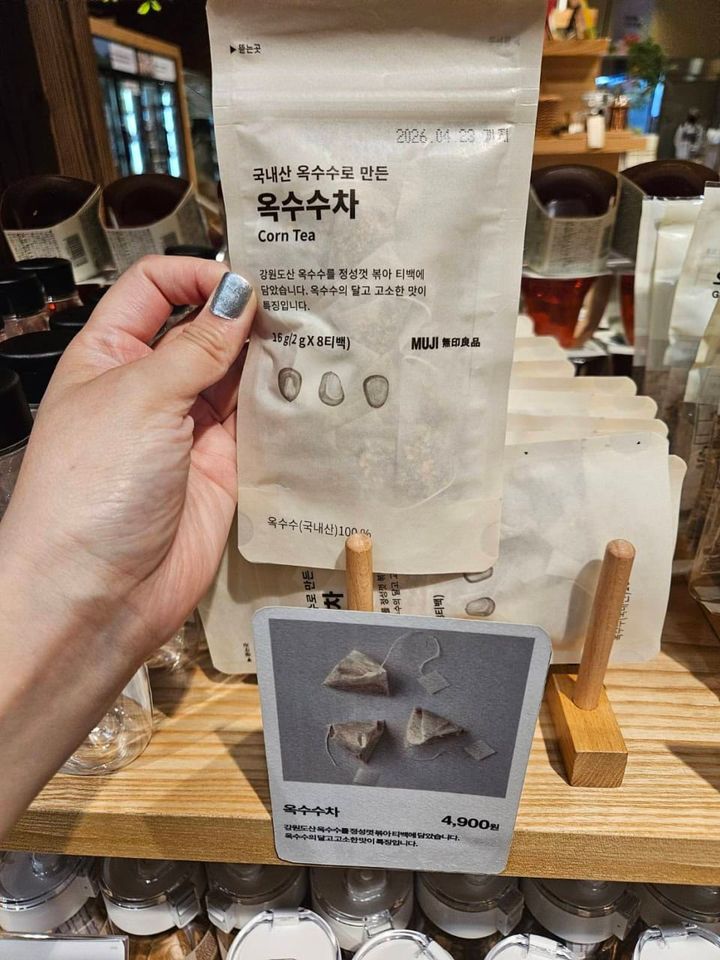 ▶뜯는곳
2026.04.23 까지
국내산 옥수수로 만든
옥수수차
Corn Tea
강원도산 옥수수를 정성껏 볶아 티백에
담았습니다. 옥수수의 달고 고소한 맛이
특징입니다.
16g(2gX8티백)
MUJI 無印良品
옥수수(국내산)100%
옥수수차
4,900원
강원도산 옥수수를 정성껏 볶아 티백에 담았습니다.
옥수수의 달고 고소한 맛이 특징입니다.